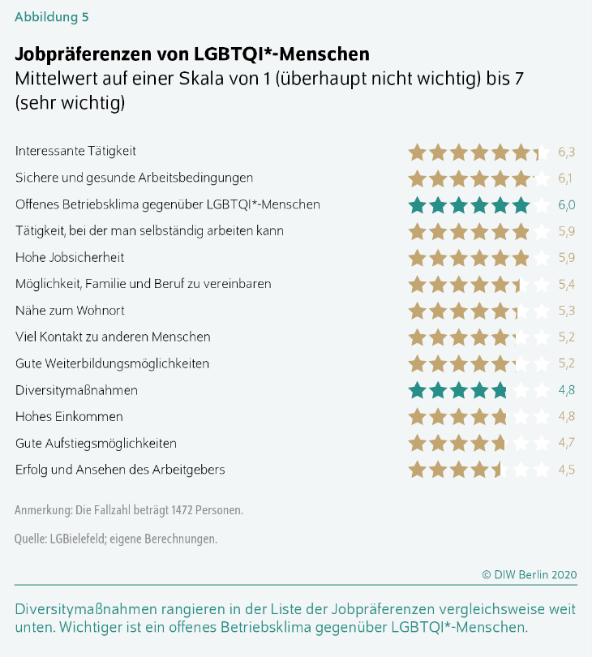 Abbildung 5
Jobpräferenzen von LGBTQI*-Menschen
Mittelwert auf einer Skala von 1 (überhaupt nicht wichtig) bis 7
(sehr wichtig)
Interessante Tätigkeit 6,3
Sichere und gesunde Arbeitsbedingungen 6,1
Offenes Betriebsklima gegenüber LGBTQI*-Menschen 6,0
Tätigkeit, bei der man selbständig arbeiten kann 5,9
Hohe Jobsicherheit 5,9
Möglichkeit, Familie und Beruf zu vereinbaren 5,4
Nähe zum Wohnort 5,3
Viel Kontakt zu anderen Menschen 5,2
Gute Weiterbildungsmöglichkeiten 5,2
Diversitymaßnahmen 4,8
Hohes Einkommen 4,8
Gute Aufstiegsmöglichkeiten 4,7
Erfolg und Ansehen des Arbeitgebers 4,5
Anmerkung: Die Fallzahl beträgt 1472 Personen.
Quelle: LGBielefeld; eigene Berechnungen.
© DIW Berlin 2020
Diversitymaßnahmen rangieren in der Liste der Jobpräferenzen vergleichsweise weit
unten. Wichtiger ist ein offenes Betriebsklima gegenüber LGBTQI*-Menschen.